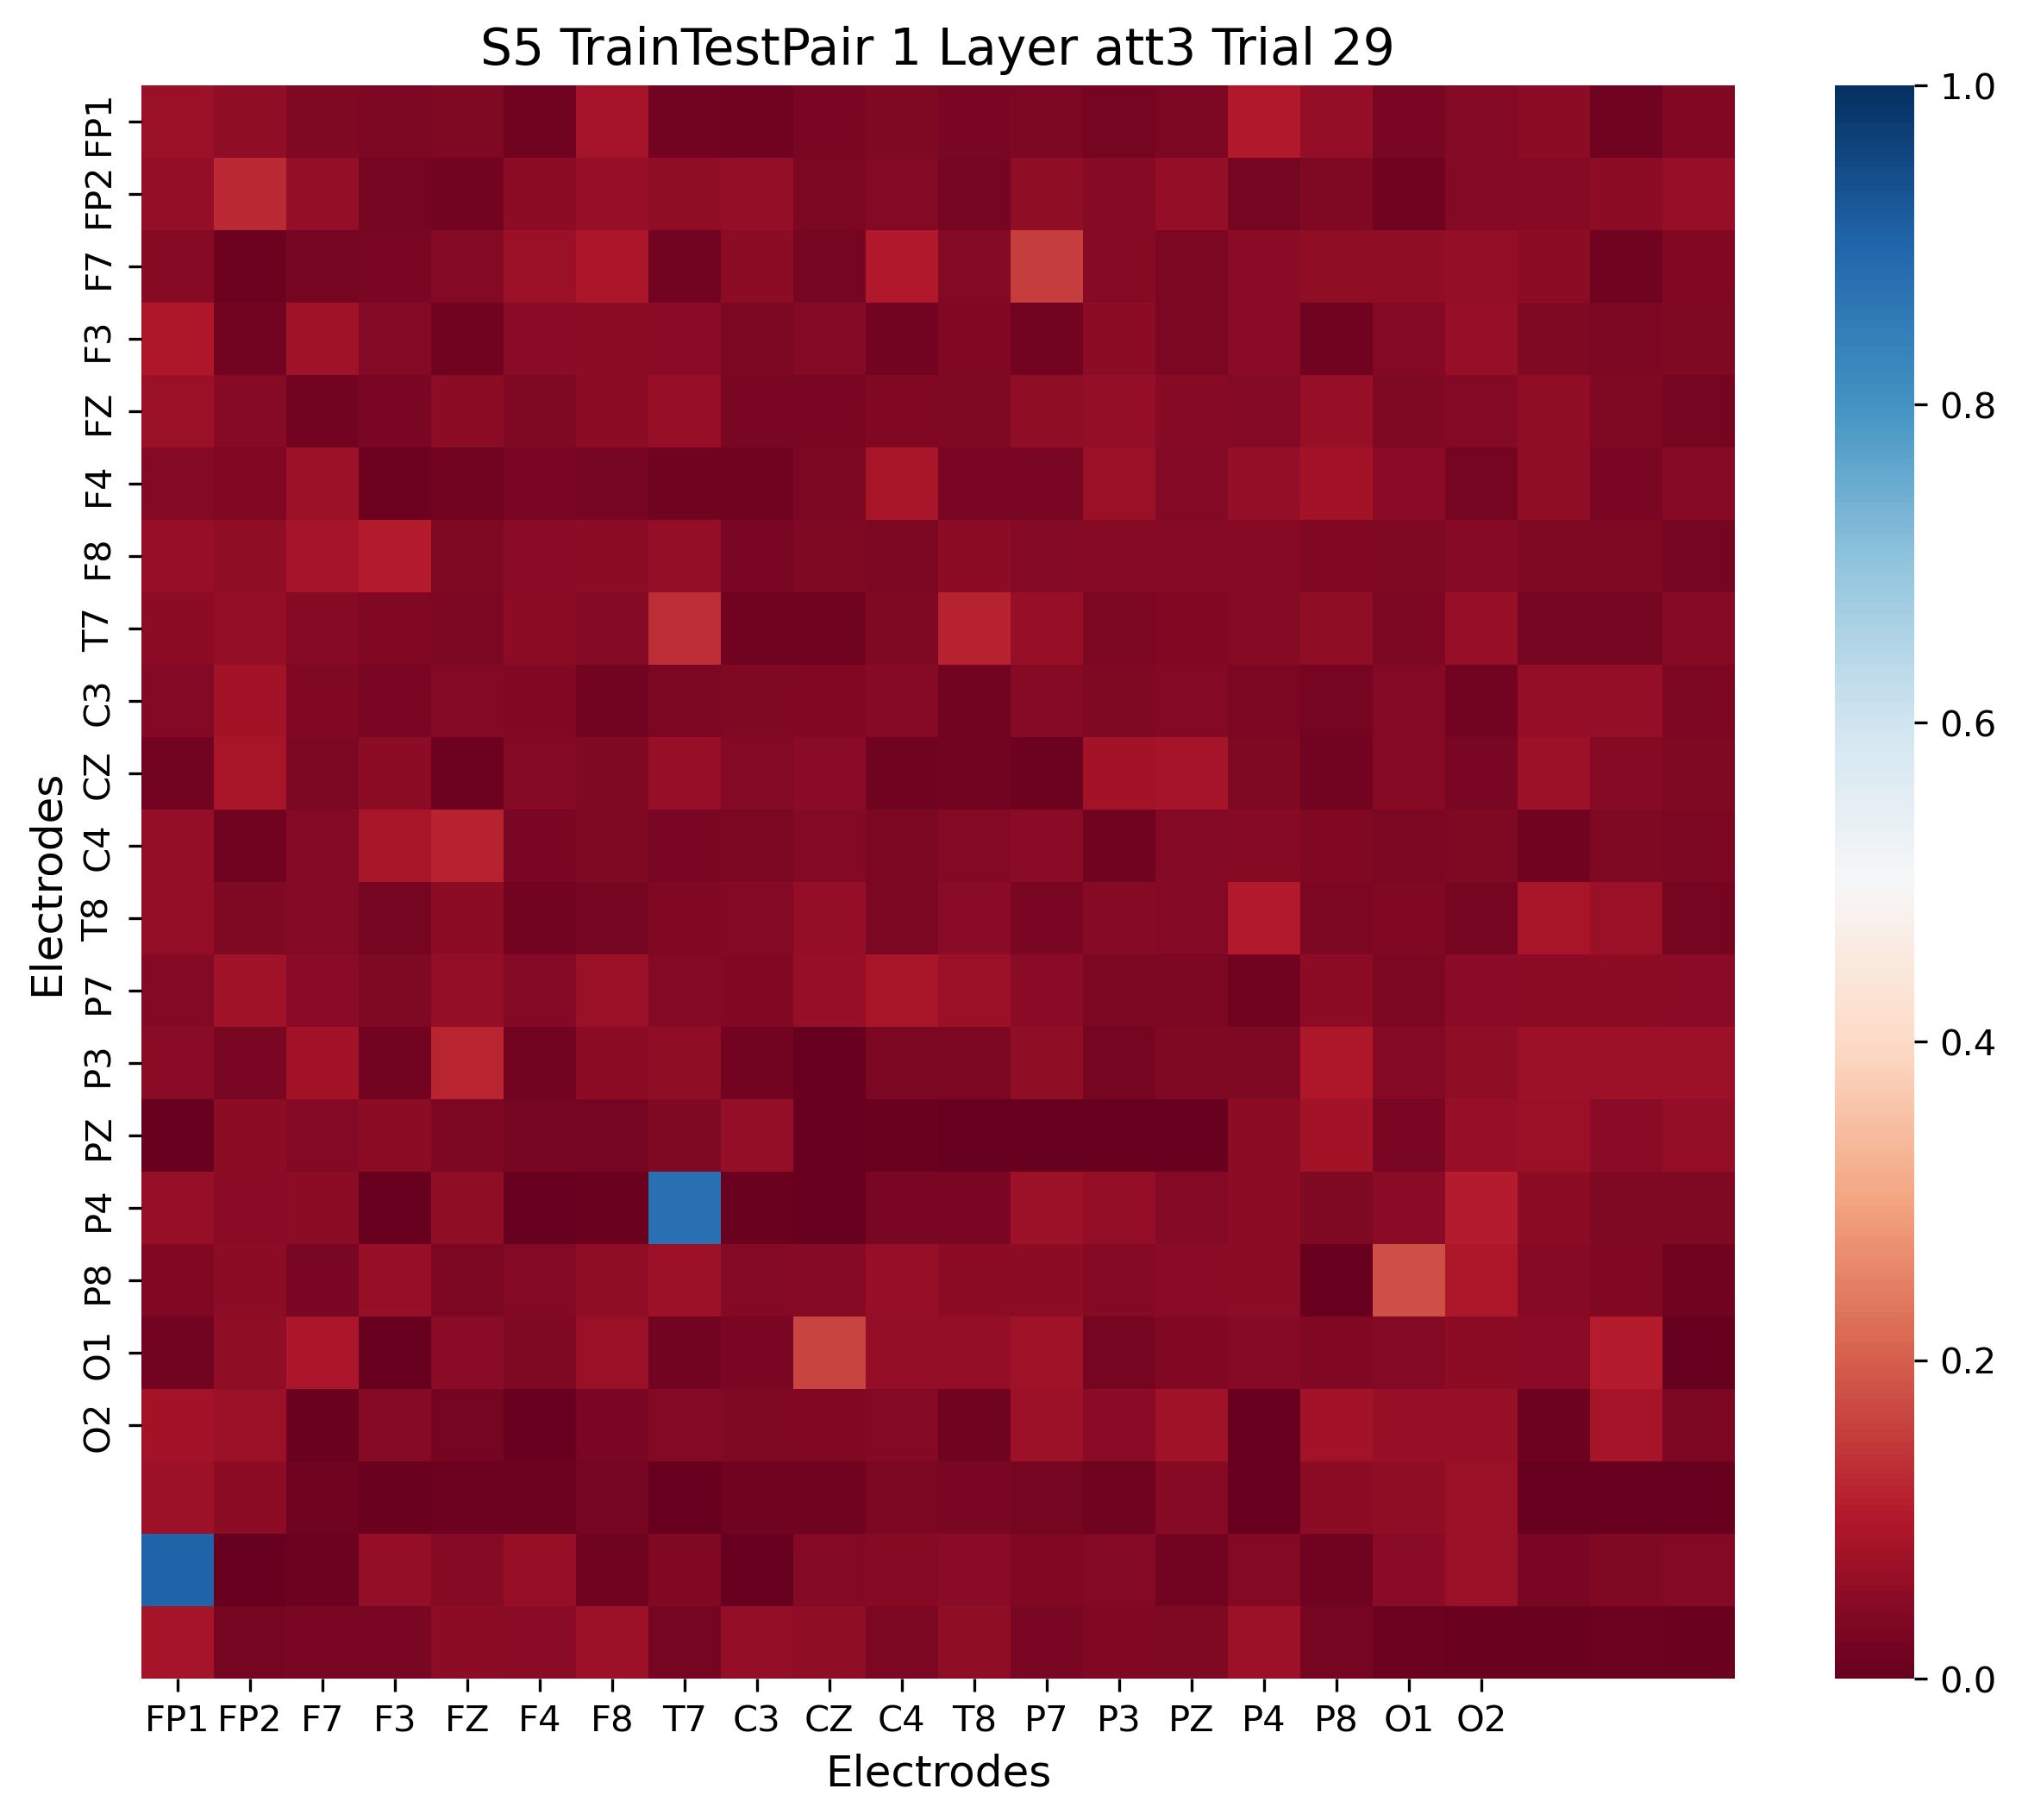 S5 TrainTestPair 1 Layer att3 Trial 29
Electrodes
FP1
FP2
F7
F3
FZ
F4
F8
T7
C3
CZ
C4
T8
P7
P3
PZ
P4
P8
O1
O2
FP1 FP2 F7 F3 FZ F4 F8 T7 C3 CZ C4 T8 P7 P3 PZ P4 P8 O1 O2
Electrodes
1.0
0.8
0.6
0.4
0.2
0.0